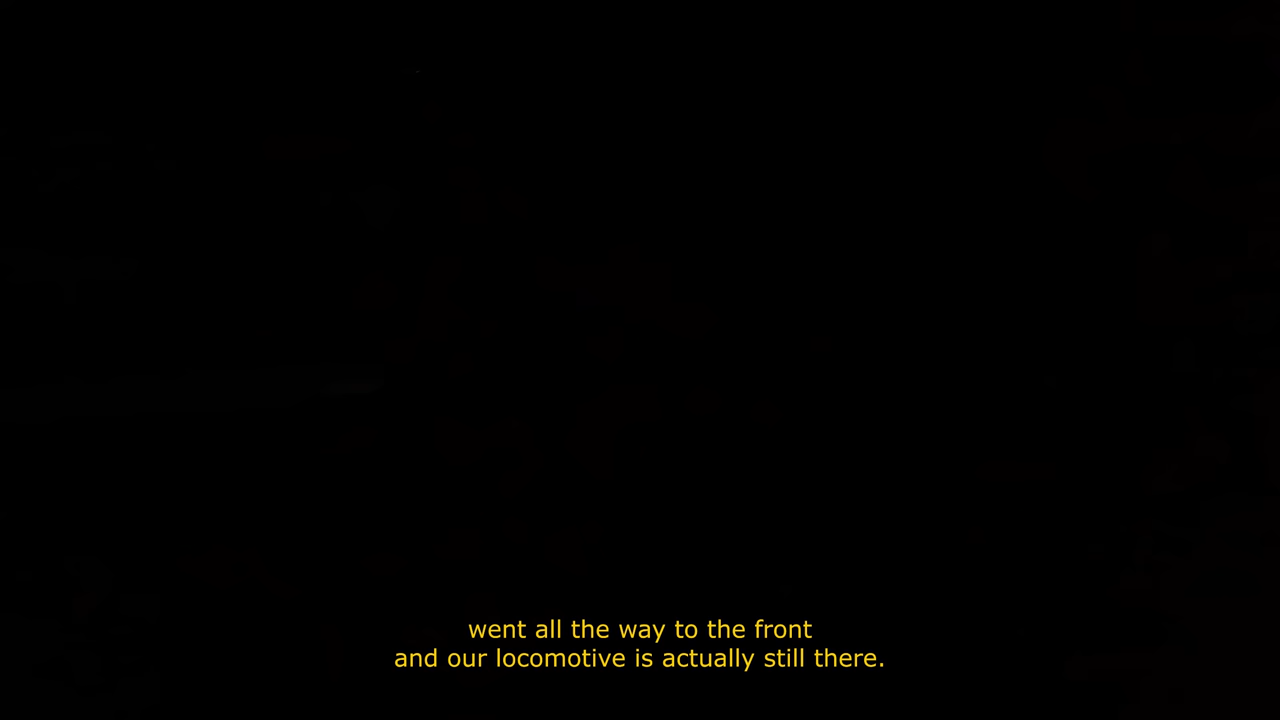 went all the way to the front
and our locomotive is actually still there.